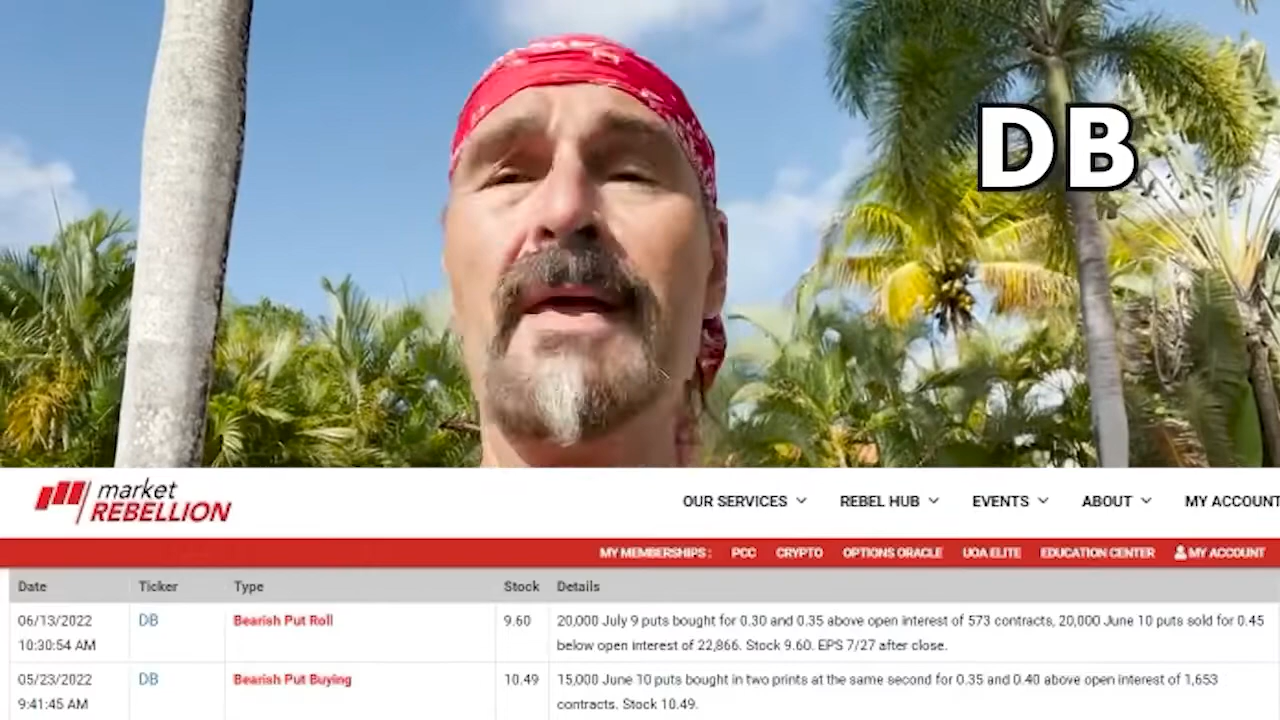 DB
market
REBELLION
OUR SERVICES REBEL HUB EVENTS ABOUT MY ACCOUNT
MY MEMBERSHIPS : PCC CRYPTO OPTIONS ORACLE UOA ELITE EDUCATION CENTER MY ACCOUNT
Date Ticker Type Stock Details
06/13/2022 DB Bearish Put Roll 9.60 20,000 July 9 puts bought for 0.30 and 0.35 above open interest of 573 contracts, 20,000 June 10 puts sold for 0.45
10:30:54 AM below open interest of 22,866. Stock 9.60. EPS 7/27 after close.
05/23/2022 DB Bearish Put Buying 10.49 15,000 June 10 puts bought in two prints at the same second for 0.35 and 0.40 above open interest of 1,653
9:41:45 AM contracts. Stock 10.49.